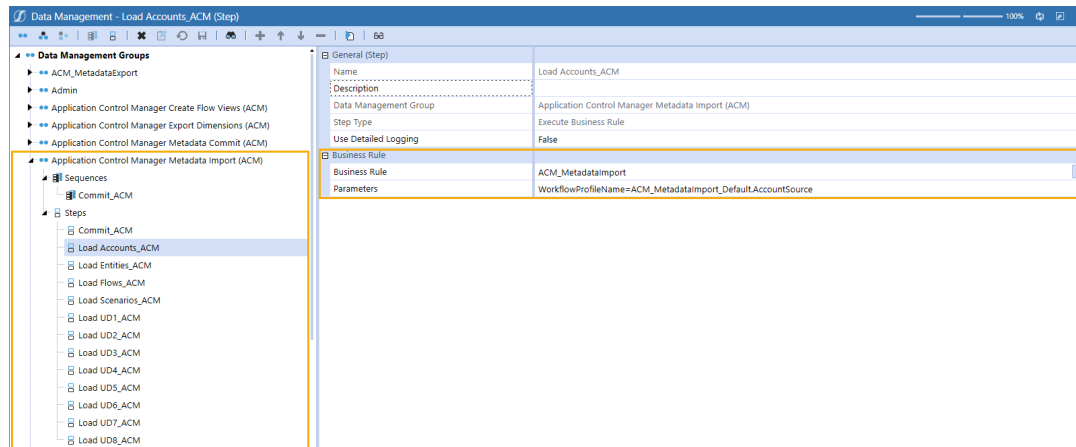 Data Management - Load Accounts_ACM (Step)
100%
Data Management Groups
ACM_MetadataExport
Admin
Application Control Manager Create Flow Views (ACM)
Application Control Manager Export Dimensions (ACM)
Application Control Manager Metadata Commit (ACM)
Application Control Manager Metadata Import (ACM)
Sequences
Commit_ACM
Steps
Commit_ACM
Load Accounts_ACM
Load Entities_ACM
Load Flows_ACM
Load Scenarios_ACM
Load UD1_ACM
Load UD2_ACM
Load UD3_ACM
Load UD4_ACM
Load UD5_ACM
Load UD6_ACM
Load UD7_ACM
Load UD8_ACM
General (Step)
Name Load Accounts_ACM
Description
Data Management Group Application Control Manager Metadata Import (ACM)
Step Type Execute Business Rule
Use Detailed Logging False
Business Rule
Business Rule ACM_MetadataImport
Parameters WorkflowProfileName=ACM_MetadataImport_Default.AccountSource